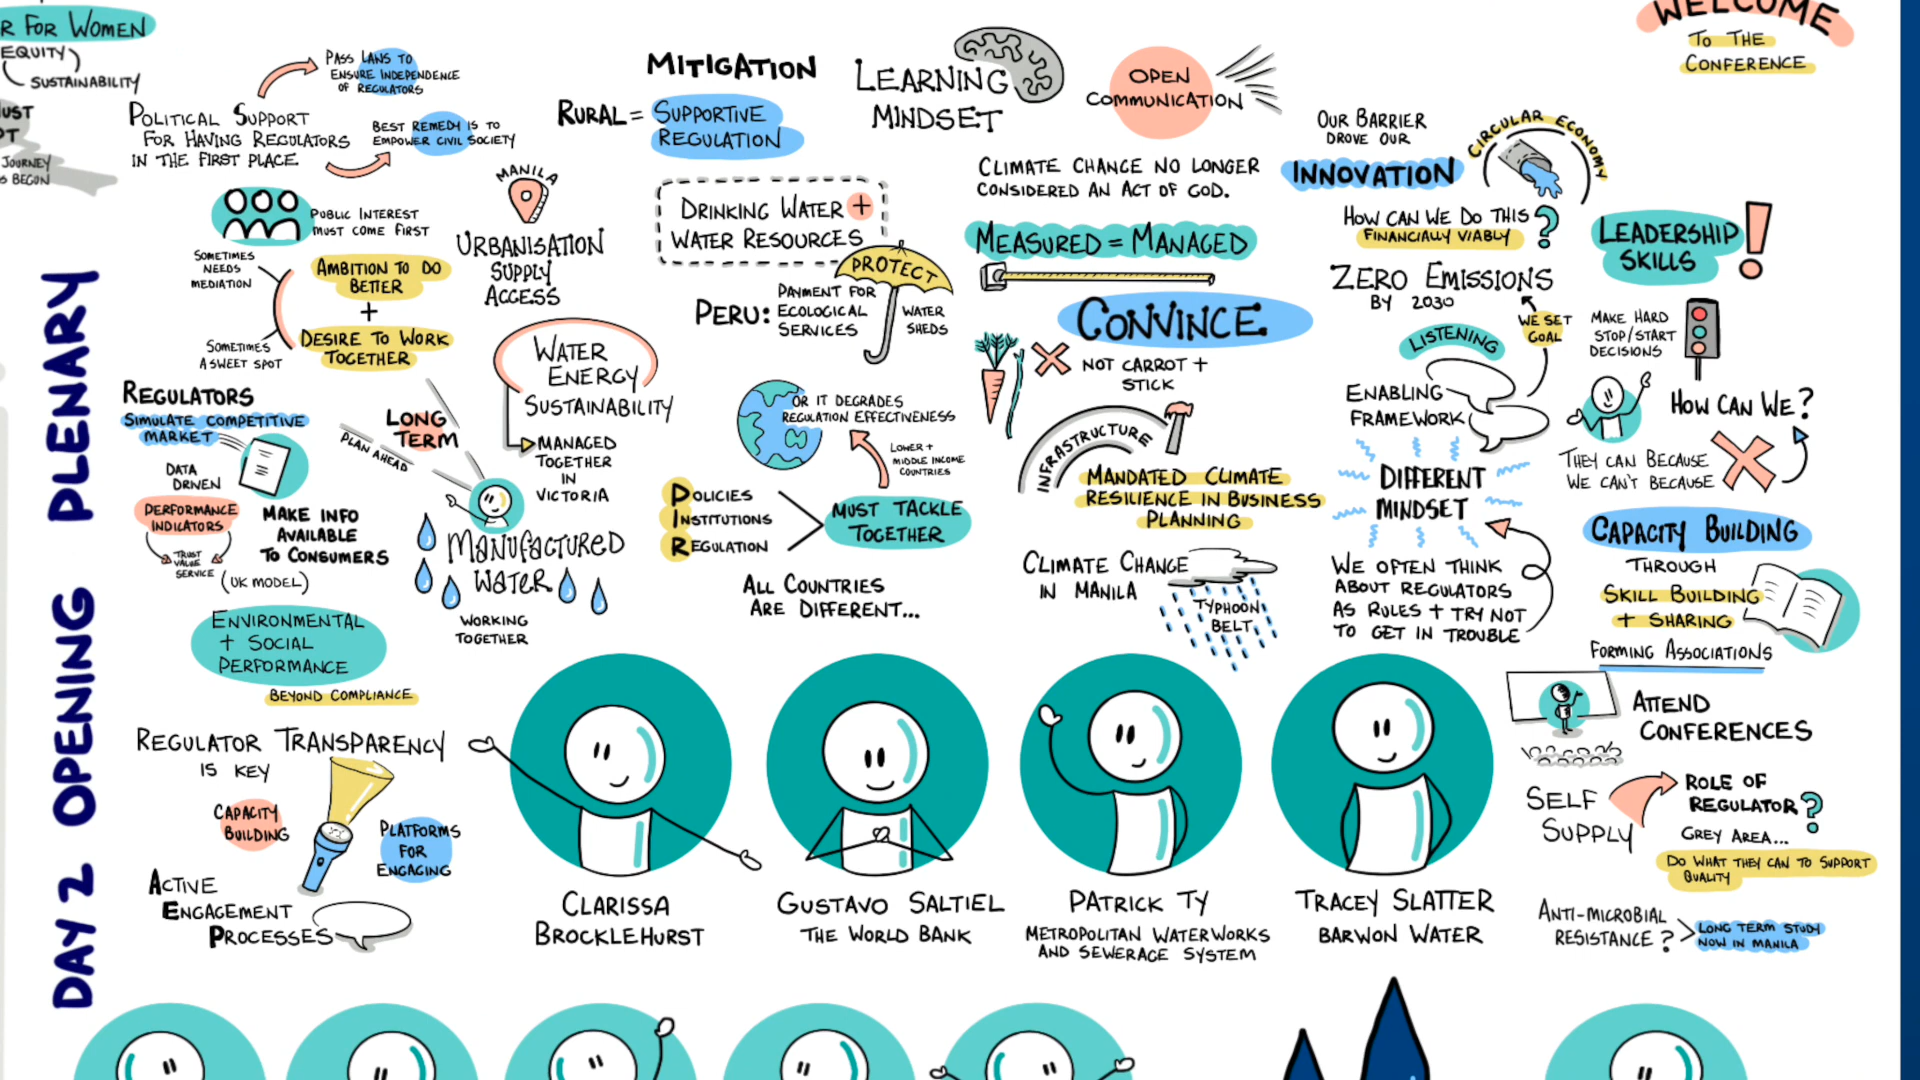 R FOR WOMEN
EQUITY
SUSTAINABILITY
UST
PT
JOURNEY
S BEGUN
DAY 2 OPENING PLENARY
POLITICAL SUPPORT
FOR HAVING REGULATORS
IN THE FIRST PLACE
PASS LAWS TO
ENSURE INDEPENDENCE
OF REGULATORS
BEST REMEDY IS TO
EMPOWER CIVIL SOCIETY
PUBLIC INTEREST
MUST COME FIRST
SOMETIMES
NEEDS
MEDIATION
AMBITION TO DO
BETTER
+
DESIRE TO WORK
TOGETHER
SOMETIMES
A SWEET SPOT
REGULATORS
SIMULATE COMPETITIVE
MARKET
DATA
DRIVEN
PERFORMANCE
INDICATORS
TRUST
VALUE
SERVICE
(UK MODEL)
MAKE INFO
AVAILABLE
TO CONSUMERS
ENVIRONMENTAL
+ SOCIAL
PERFORMANCE
BEYOND COMPLIANCE
REGULATOR TRANSPARENCY
IS KEY
CAPACITY
BUILDING
PLATFORMS
FOR
ENGAGING
ACTIVE
ENGAGEMENT
PROCESSES
MANILA
URBANISATION
SUPPLY
ACCESS
WATER
ENERGY
SUSTAINABILITY
MANAGED
TOGETHER
IN
VICTORIA
LONG
TERM
PLAN AHEAD
MANUFACTURED
WATER
WORKING
TOGETHER
MITIGATION
RURAL = SUPPORTIVE
REGULATION
DRINKING WATER +
WATER RESOURCES
PROTECT
PERU: PAYMENT FOR
ECOLOGICAL
SERVICES
WATER
SHEDS
OR IT DEGRADES
REGULATION EFFECTIVENESS
LOWER +
MIDDLE INCOME
COUNTRIES
POLICIES
INSTITUTIONS
REGULATION
MUST TACKLE
TOGETHER
ALL COUNTRIES
ARE DIFFERENT...
LEARNING
MINDSET
OPEN
COMMUNICATION
CLIMATE CHANGE NO LONGER
CONSIDERED AN ACT OF GOD.
MEASURED = MANAGED
CONVINCE
NOT CARROT +
STICK
INFRASTRUCTURE
MANDATED CLIMATE
RESILIENCE IN BUSINESS
PLANNING
CLIMATE CHANGE
IN MANILA
TYPHOON
BELT
WELCOME
TO THE
CONFERENCE
OUR BARRIER
DROVE OUR
INNOVATION
CIRCULAR ECONOMY
HOW CAN WE DO THIS
FINANCIALLY VIABLY
?
ZERO EMISSIONS
BY 2030
WE SET
GOAL
LISTENING
ENABLING
FRAMEWORK
DIFFERENT
MINDSET
WE OFTEN THINK
ABOUT REGULATORS
AS RULES + TRY NOT
TO GET IN TROUBLE
LEADERSHIP
SKILLS
!
MAKE HARD
STOP/START
DECISIONS
HOW CAN WE?
THEY CAN BECAUSE
WE CAN'T BECAUSE
CAPACITY BUILDING
THROUGH
SKILL BUILDING
+ SHARING
FORMING ASSOCIATIONS
ATTEND
CONFERENCES
SELF
SUPPLY
ROLE OF
REGULATOR?
GREY AREA...
DO WHAT THEY CAN TO SUPPORT
QUALITY
ANTI-MICROBIAL
RESISTANCE?
LONG TERM STUDY
NOW IN MANILA
CLARISSA
BROCKLEHURST
GUSTAVO SALTIEL
THE WORLD BANK
PATRICK TY
METROPOLITAN WATERWORKS
AND SEWERAGE SYSTEM
TRACEY SLATTER
BARWON WATER